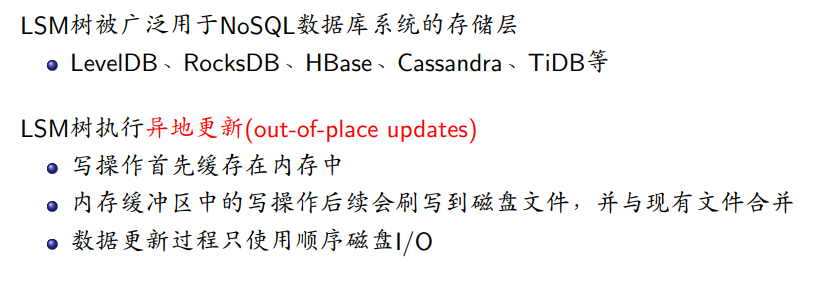 LSM树被广泛用于NoSQL数据库系统的存储层
LevelDB、RocksDB、HBase、Cassandra、TiDB等
LSM树执行异地更新(out-of-place updates)
写操作首先缓存在内存中
内存缓冲区中的写操作后续会刷写到磁盘文件，并与现有文件合并
数据更新过程只使用顺序磁盘I/O